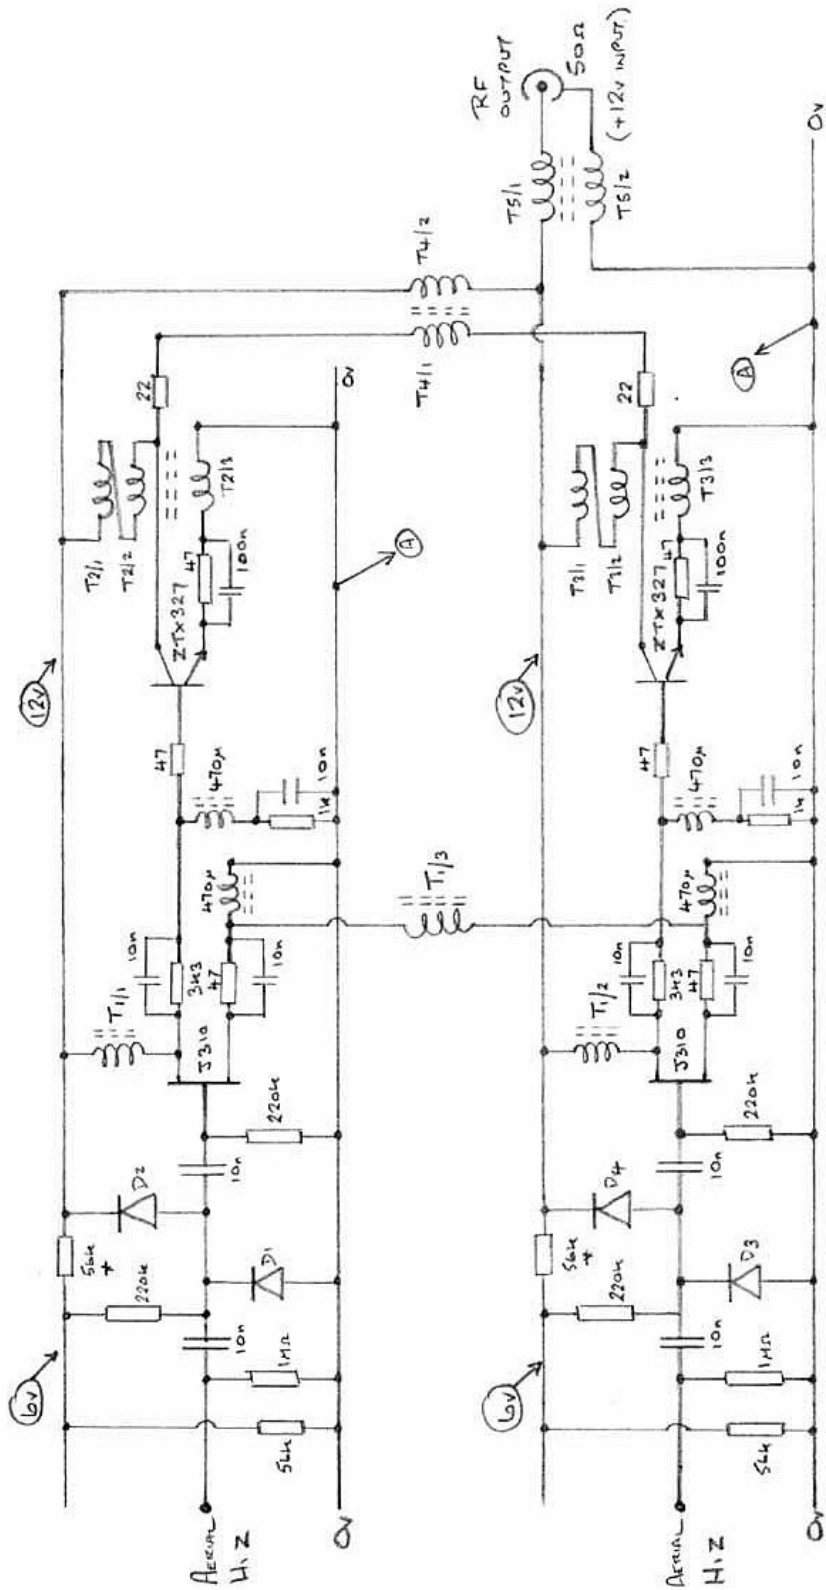 AERIAL
Hi Z
0v
6v
56k
1MΩ
10n
220k
56k
*
D1
D2
10n
220k
J310
T1/1
10n
3k3
47
10n
470μ
470μ
1k
10n
47
12v
ZTX327
47
100n
T2/1
T2/2
T2/3
22
A
0v
T1/3
T4/1
T4/2
AERIAL
Hi Z
0v
6v
56k
1MΩ
10n
220k
56k
*
D3
D4
10n
220k
J310
T1/2
10n
3k3
47
10n
470μ
470μ
1k
10n
47
12v
ZTX327
47
100n
T3/1
T3/2
T3/3
22
A
0v
T5/1
T5/2
RF
OUTPUT
50Ω
(+12v INPUT)